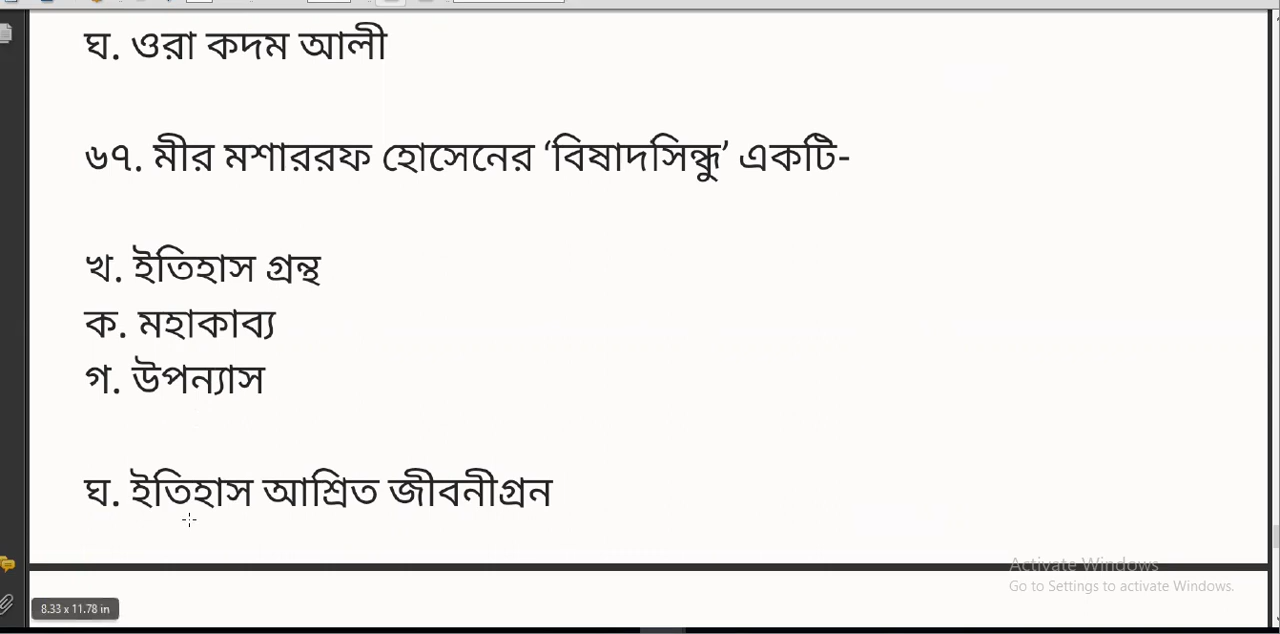 ঘ. ওরা কদম আলী
৬৭. মীর মশাররফ হোসেনের ‘বিষাদসিন্ধু’ একটি-
খ. ইতিহাস গ্রন্থ
ক. মহাকাব্য
গ. উপন্যাস
ঘ. ইতিহাস আশ্রিত জীবনীগ্রন
Activate Windows
Go to Settings to activate Windows.
8.33 x 11.78 in